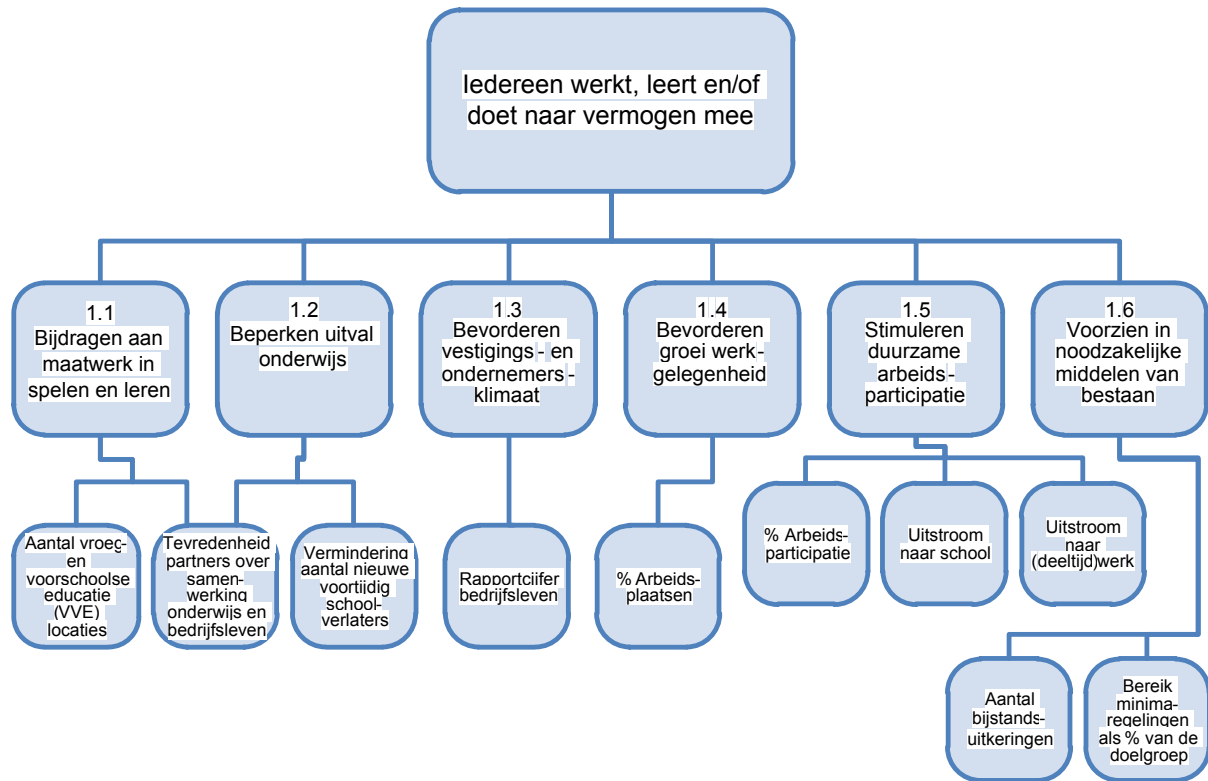 Iedereen werkt, leert en/of
doet naar vermogen mee
1.1
Bijdragen aan
maatwerk in
spelen en leren
1.2
Beperken uitval
onderwijs
1.3
Bevorderen
vestigings - en
ondernemers -
klimaat
1.4
Bevorderen
groei werk-
gelegenheid
1.5
Stimuleren
duurzame
arbeids-
participatie
1.6
Voorzien in
noodzakelijke
middelen van
bestaan
Aantal vroeg-
en
voorschoolse
educatie
(VVE)
locaties
Tevredenheid
partners over
samen-
werking
onderwijs en
bedrijfsleven
Vermindering
aantal nieuwe
voortijdig
school-
verlaters
Rapportcijfer
bedrijfsleven
% Arbeids-
plaatsen
% Arbeids-
participatie
Uitstroom
naar school
Uitstroom
naar
(deeltijd)werk
Aantal
bijstands-
uitkeringen
Bereik
minima-
regelingen
als % van de
doelgroep